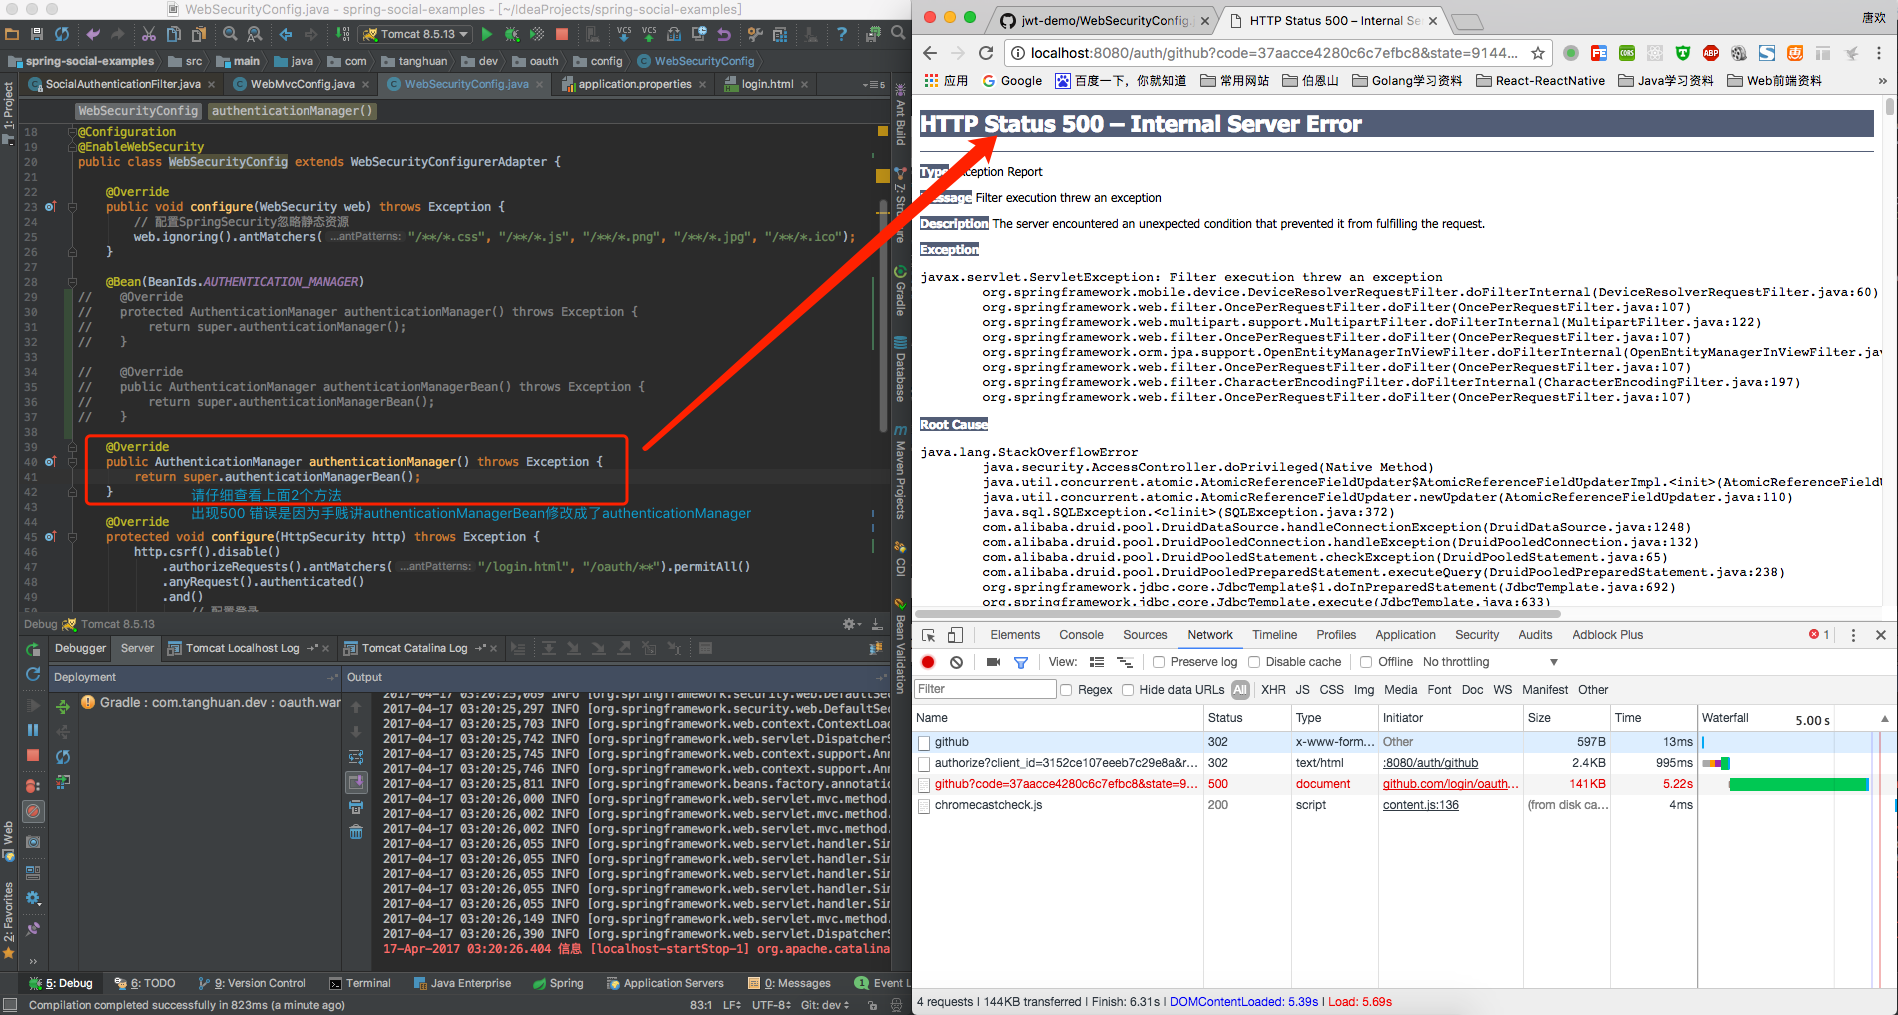 WebSecurityConfig.java - spring-social-examples - [~/IdeaProjects/spring-social-examples]
Tomcat 8.5.13
spring-social-examples
src
main
java
com
tanghuan
dev
oauth
config
WebSecurityConfig
SocialAuthenticationFilter.java
WebMvcConfig.java
WebSecurityConfig.java
application.properties
login.html
WebSecurityConfig
authenticationManager()
18 @Configuration
19 @EnableWebSecurity
20 public class WebSecurityConfig extends WebSecurityConfigurerAdapter {
21
22 @Override
23 public void configure(WebSecurity web) throws Exception {
24 // 配置SpringSecurity忽略静态资源
25 web.ignoring().antMatchers( ...antPatterns: "/**/*.css", "/**/*.js", "/**/*.png", "/**/*.jpg", "/**/*.ico");
26 }
27
28 @Bean(BeanIds.AUTHENTICATION_MANAGER)
29 // @Override
30 // protected AuthenticationManager authenticationManager() throws Exception {
31 // return super.authenticationManager();
32 // }
33
34 // @Override
35 // public AuthenticationManager authenticationManagerBean() throws Exception {
36 // return super.authenticationManagerBean();
37 // }
38
39 @Override
40 public AuthenticationManager authenticationManager() throws Exception {
41 return super.authenticationManagerBean();
42 }
请仔细查看上面2个方法
43
出现500 错误是因为手贱讲authenticationManagerBean修改成了authenticationManager
44 @Override
45 protected void configure(HttpSecurity http) throws Exception {
46 http.csrf().disable()
47 .authorizeRequests().antMatchers( ...antPatterns: "/login.html", "/oauth/**").permitAll()
48 .anyRequest().authenticated()
49 .and()
// 配置登录
1: Project
Web
2: Favorites
Ant Build
Gradle
Database
Maven Projects
CDI
Bean Validation
Debug Tomcat 8.5.13
Debugger
Server
Tomcat Localhost Log
Tomcat Catalina Log
Deployment
Output
Gradle : com.tanghuan.dev : oauth.war
2017-04-17 03:20:25,069 INFO [org.springframework.security.web.DefaultSec
2017-04-17 03:20:25,297 INFO [org.springframework.security.web.DefaultSec
2017-04-17 03:20:25,703 INFO [org.springframework.web.context.ContextLoad
2017-04-17 03:20:25,742 INFO [org.springframework.web.servlet.DispatcherS
2017-04-17 03:20:25,745 INFO [org.springframework.web.context.support.Ann
2017-04-17 03:20:25,746 INFO [org.springframework.web.context.support.Ann
2017-04-17 03:20:25,811 INFO [org.springframework.beans.factory.annotatio
2017-04-17 03:20:26,000 INFO [org.springframework.web.servlet.mvc.method.
2017-04-17 03:20:26,002 INFO [org.springframework.web.servlet.mvc.method.
2017-04-17 03:20:26,002 INFO [org.springframework.web.servlet.mvc.method.
2017-04-17 03:20:26,055 INFO [org.springframework.web.servlet.handler.Sim
2017-04-17 03:20:26,055 INFO [org.springframework.web.servlet.handler.Sim
2017-04-17 03:20:26,055 INFO [org.springframework.web.servlet.handler.Sim
2017-04-17 03:20:26,055 INFO [org.springframework.web.servlet.handler.Sim
2017-04-17 03:20:26,055 INFO [org.springframework.web.servlet.handler.Sim
2017-04-17 03:20:26,149 INFO [org.springframework.web.servlet.mvc.method.
2017-04-17 03:20:26,390 INFO [org.springframework.web.servlet.DispatcherS
17-Apr-2017 03:20:26.404 信息 [localhost-startStop-1] org.apache.catalina
5: Debug
6: TODO
9: Version Control
Terminal
Java Enterprise
Spring
Application Servers
0: Messages
1 Event L
Compilation completed successfully in 823ms (a minute ago)
83:1
LF
UTF-8
Git: dev
jwt-demo/WebSecurityConfig.
HTTP Status 500 – Internal Se
唐欢
localhost:8080/auth/github?code=37aacce4280c6c7efbc8&state=9144...
应用
Google
百度一下，你就知道
常用网站
伯恩山
Golang学习资料
React-ReactNative
Java学习资料
Web前端资料
HTTP Status 500 – Internal Server Error
Type Exception Report
Message Filter execution threw an exception
Description The server encountered an unexpected condition that prevented it from fulfilling the request.
Exception
javax.servlet.ServletException: Filter execution threw an exception
org.springframework.mobile.device.DeviceResolverRequestFilter.doFilterInternal(DeviceResolverRequestFilter.java:60)
org.springframework.web.filter.OncePerRequestFilter.doFilter(OncePerRequestFilter.java:107)
org.springframework.web.multipart.support.MultipartFilter.doFilterInternal(MultipartFilter.java:122)
org.springframework.web.filter.OncePerRequestFilter.doFilter(OncePerRequestFilter.java:107)
org.springframework.orm.jpa.support.OpenEntityManagerInViewFilter.doFilterInternal(OpenEntityManagerInViewFilter.jav
org.springframework.web.filter.OncePerRequestFilter.doFilter(OncePerRequestFilter.java:107)
org.springframework.web.filter.CharacterEncodingFilter.doFilterInternal(CharacterEncodingFilter.java:197)
org.springframework.web.filter.OncePerRequestFilter.doFilter(OncePerRequestFilter.java:107)
Root Cause
java.lang.StackOverflowError
java.security.AccessController.doPrivileged(Native Method)
java.util.concurrent.atomic.AtomicReferenceFieldUpdater$AtomicReferenceFieldUpdaterImpl.<init>(AtomicReferenceFieldU
java.util.concurrent.atomic.AtomicReferenceFieldUpdater.newUpdater(AtomicReferenceFieldUpdater.java:110)
java.sql.SQLException.<clinit>(SQLException.java:372)
com.alibaba.druid.pool.DruidDataSource.handleConnectionException(DruidDataSource.java:1248)
com.alibaba.druid.pool.DruidPooledConnection.handleException(DruidPooledConnection.java:132)
com.alibaba.druid.pool.DruidPooledStatement.checkException(DruidPooledStatement.java:65)
com.alibaba.druid.pool.DruidPooledPreparedStatement.executeQuery(DruidPooledPreparedStatement.java:238)
org.springframework.jdbc.core.JdbcTemplate$1.doInPreparedStatement(JdbcTemplate.java:692)
org.springframework.jdbc.core.JdbcTemplate.execute(JdbcTemplate.java:633)
Elements Console Sources Network Timeline Profiles Application Security Audits Adblock Plus 1
View: Preserve log Disable cache Offline No throttling
Filter Regex Hide data URLs All XHR JS CSS Img Media Font Doc WS Manifest Other
Name Status Type Initiator Size Time Waterfall 5.00 s
github 302 x-www-form... Other 597B 13ms
authorize?client_id=3152ce107eeeb7c29e8a&r... 302 text/html :8080/auth/github 2.4KB 995ms
github?code=37aacce4280c6c7efbc8&state=9... 500 document github.com/login/oauth... 141KB 5.22s
chromecastcheck.js 200 script content.js:136 (from disk ca... 4ms
4 requests | 144KB transferred | Finish: 6.31s | DOMContentLoaded: 5.39s | Load: 5.69s